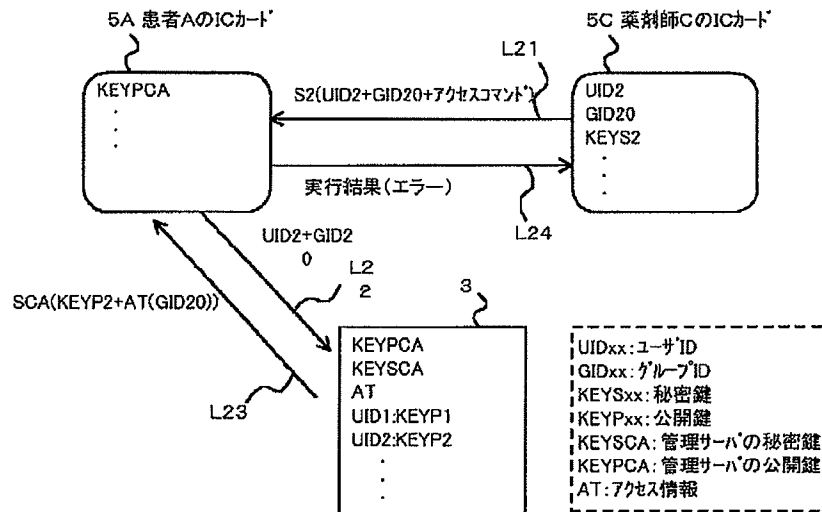 5A 患者AのICカード
5C 薬剤師CのICカード
L21
KEYPCA
・
・
・
S2(UID2+GID20+アクセスコマンド)
UID2
GID20
KEYS2
・
・
・
実行結果(エラー)
L24
UID2+GID2
0
L2
2
SCA(KEYP2+AT(GID20))
L23
3
KEYPCA
KEYSCA
AT
UID1:KEYP1
UID2:KEYP2
・
・
・
UIDxx:ユーザID
GIDxx:グループID
KEYSxx:秘密鍵
KEYPxx:公開鍵
KEYSCA:管理サーバの秘密鍵
KEYPCA:管理サーバの公開鍵
AT:アクセス情報